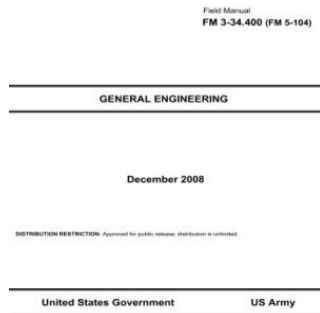 Field Manual
FM 3-34.400 (FM 5-104)
GENERAL ENGINEERING
December 2008
DISTRIBUTION RESTRICTION: Approved for public release; distribution is unlimited.
United States Government US Army